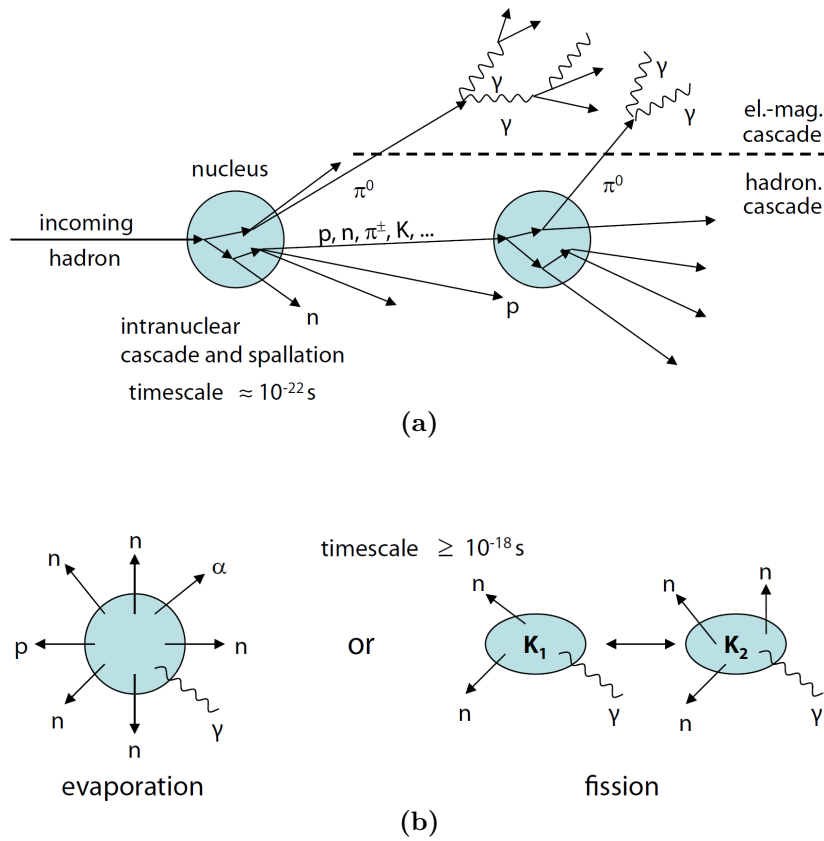 γ
γ
γ
γ
el.-mag.
cascade
nucleus
π⁰
π⁰
hadron.
cascade
incoming
hadron
p, n, π±, K, ...
n
p
intranuclear
cascade and spallation
timescale ≈ 10⁻²² s
(a)
timescale ≥ 10⁻¹⁸ s
n
n
α
n
n
n
p
n
or
K₁
K₂
n
n
γ
n
n
γ
n
γ
evaporation
fission
(b)